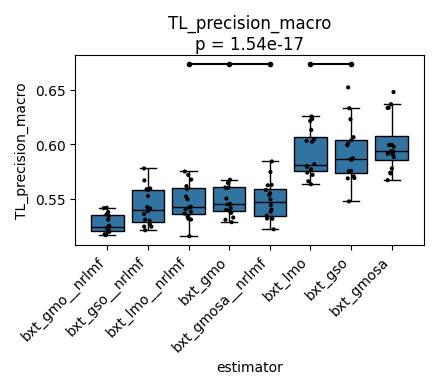 TL_precision_macro
p = 1.54e-17
TL_precision_macro
0.65
0.60
0.55
bxt_gmo__nrlmf
bxt_gso__nrlmf
bxt_lmo__nrlmf
bxt_gmo
bxt_gmosa__nrlmf
bxt_lmo
bxt_gso
bxt_gmosa
estimator